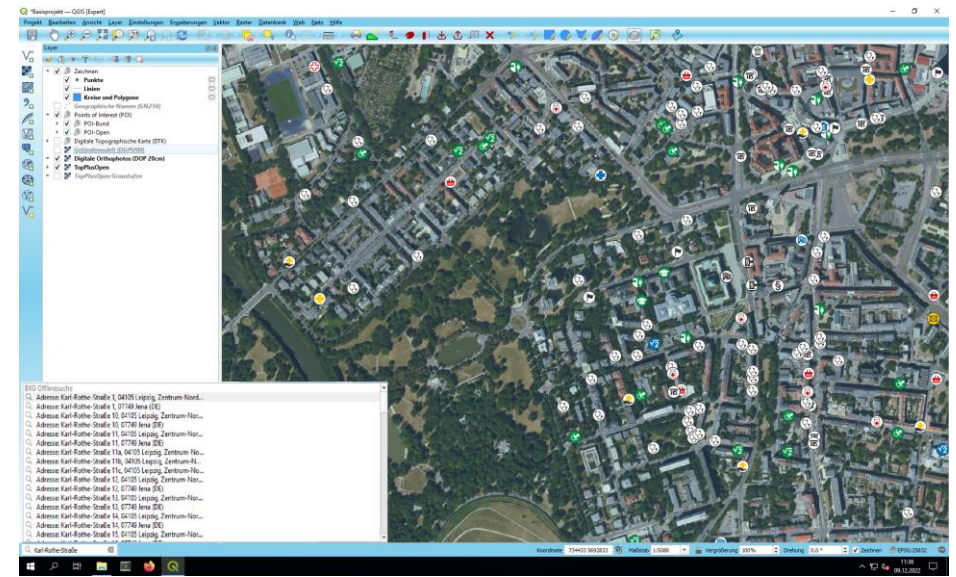 *Basisprojekt — QGIS [Expert]
Projekt Bearbeiten Ansicht Layer Einstellungen Erweiterungen Vektor Raster Datenbank Web Netz Hilfe
Layer
Zeichnen
Punkte
Linien
Kreise und Polygone
Geographische Namen (GN250)
Points of Interest (POI)
POI-Bund
POI-Open
Digitale Topographische Karte (DTK)
Geländemodell (DGM200)
Digitale Orthophotos (DOP 20cm)
TopPlusOpen
TopPlusOpen Graustufen
BKG Offlinesuche
Adresse: Karl-Rothe-Straße 1, 04105 Leipzig, Zentrum-Nord...
Adresse: Karl-Rothe-Straße 1, 07749 Jena (DE)
Adresse: Karl-Rothe-Straße 10, 04105 Leipzig, Zentrum-Nor...
Adresse: Karl-Rothe-Straße 10, 07749 Jena (DE)
Adresse: Karl-Rothe-Straße 11, 04105 Leipzig, Zentrum-Nor...
Adresse: Karl-Rothe-Straße 11, 07749 Jena (DE)
Adresse: Karl-Rothe-Straße 11a, 04105 Leipzig, Zentrum-No...
Adresse: Karl-Rothe-Straße 11b, 04105 Leipzig, Zentrum-N...
Adresse: Karl-Rothe-Straße 11c, 04105 Leipzig, Zentrum-No...
Adresse: Karl-Rothe-Straße 12, 04105 Leipzig, Zentrum-Nor...
Adresse: Karl-Rothe-Straße 12, 07749 Jena (DE)
Adresse: Karl-Rothe-Straße 13, 04105 Leipzig, Zentrum-Nor...
Adresse: Karl-Rothe-Straße 13, 07749 Jena (DE)
Adresse: Karl-Rothe-Straße 14, 04105 Leipzig, Zentrum-Nor...
Adresse: Karl-Rothe-Straße 14, 07749 Jena (DE)
Adresse: Karl-Rothe-Straße 15, 04105 Leipzig, Zentrum-Nor...
Karl-Rothe-Straße
Koordinate 734433 5692833 Maßstab 1:5088 Vergrößerung 100% Drehung 0,0 ° Zeichnen EPSG:25832
11:36
09.12.2022